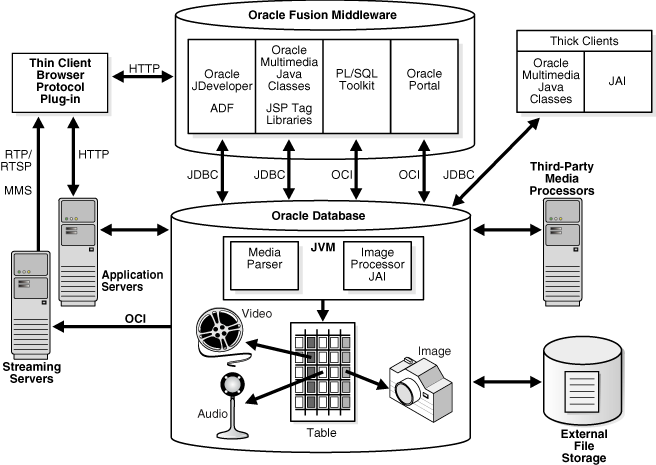 Oracle Fusion Middleware
Oracle
JDeveloper
ADF
Oracle
Multimedia
Java
Classes
JSP Tag
Libraries
PL/SQL
Toolkit
Oracle
Portal
Thick Clients
Oracle
Multimedia
Java
Classes
JAI
Thin Client
Browser
Protocol
Plug-in
HTTP
RTP/
RTSP
MMS
HTTP
JDBC
JDBC
OCI
OCI
JDBC
Third-Party
Media
Processors
Oracle Database
JVM
Media
Parser
Image
Processor
JAI
Application
Servers
OCI
Streaming
Servers
Video
Image
Audio
Table
External
File
Storage